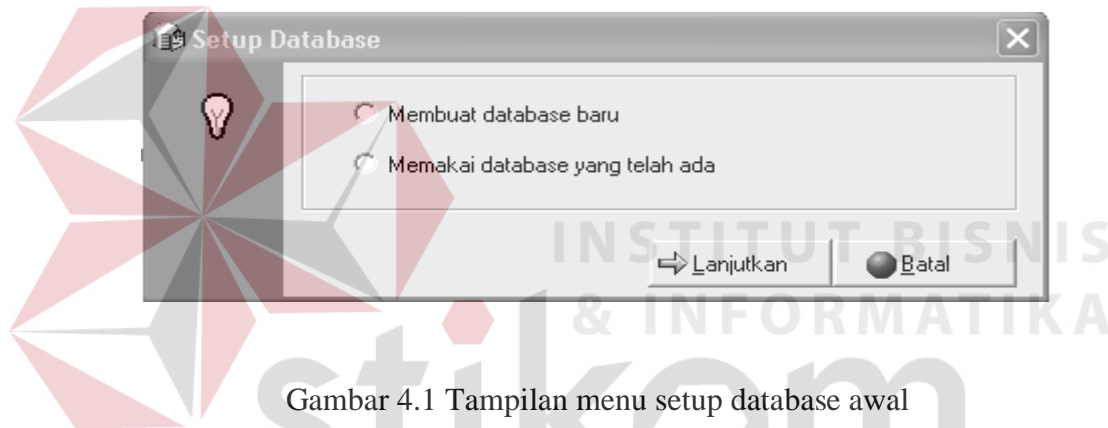 Setup Database
Membuat database baru
Memakai database yang telah ada
Lanjutkan
Batal
INSTITUT BISNIS
& INFORMATIKA
stikom
Gambar 4.1 Tampilan menu setup database awal